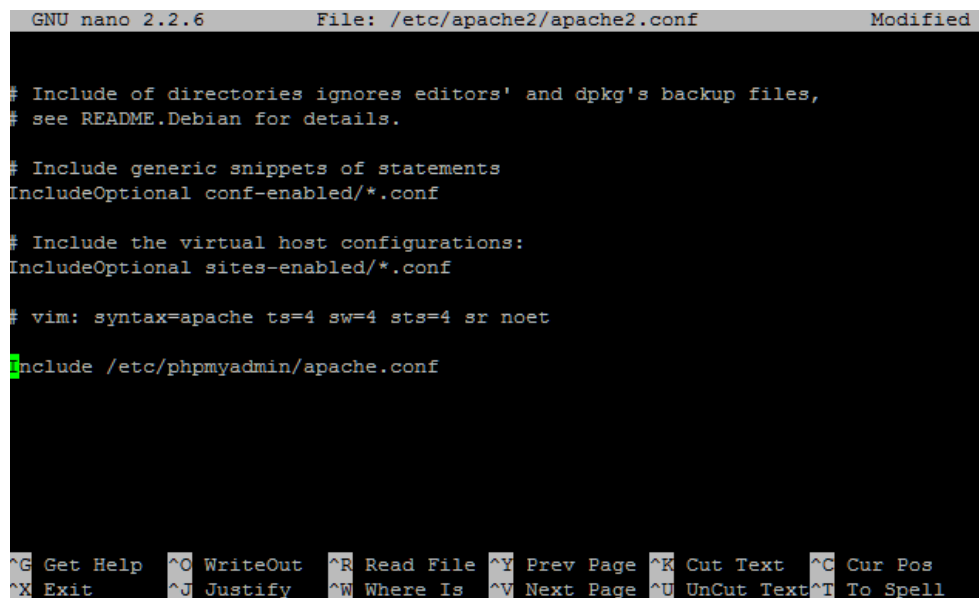 GNU nano 2.2.6 File: /etc/apache2/apache2.conf Modified
# Include of directories ignores editors' and dpkg's backup files,
# see README.Debian for details.
# Include generic snippets of statements
IncludeOptional conf-enabled/*.conf
# Include the virtual host configurations:
IncludeOptional sites-enabled/*.conf
# vim: syntax=apache ts=4 sw=4 sts=4 sr noet
Include /etc/phpmyadmin/apache.conf
^G Get Help ^O WriteOut ^R Read File ^Y Prev Page ^K Cut Text ^C Cur Pos
^X Exit ^J Justify ^W Where Is ^V Next Page ^U UnCut Text ^T To Spell